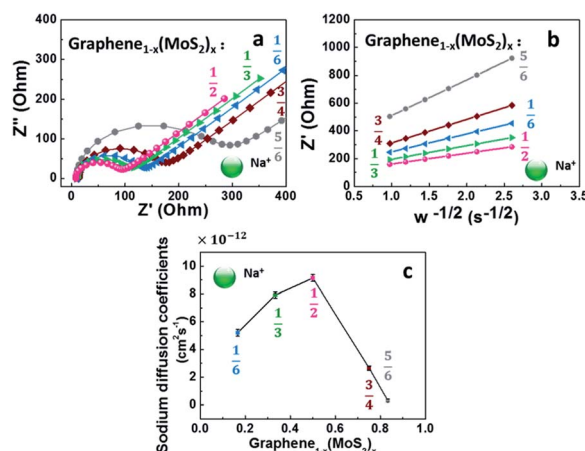 Graphene1-x(MoS2)x : a
1/6
1/3
1/2
3/4
5/6
Na+
Z'' (Ohm)
400
300
200
100
0
0 100 200 300 400
Z' (Ohm)
Graphene1-x(MoS2)x : b
5/6
3/4
1/6
1/3
1/2
Na+
Z' (Ohm)
1000
800
600
400
200
0
0.5 1.0 1.5 2.0 2.5 3.0 3.5
w -1/2 (s-1/2)
× 10-12
Na+
c
1/6
1/3
1/2
3/4
5/6
Sodium diffusion coefficients
(cm2s-1)
8
6
4
2
0
0.0 0.2 0.4 0.6 0.8 1.0
Graphene1-x(MoS2)x